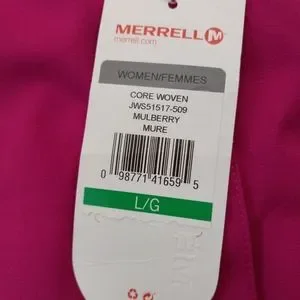 MERRELL M
merrell.com
WOMEN/FEMMES
CORE WOVEN
JWS51517-509
MULBERRY
MURE
0 98771 41659 5
L/G